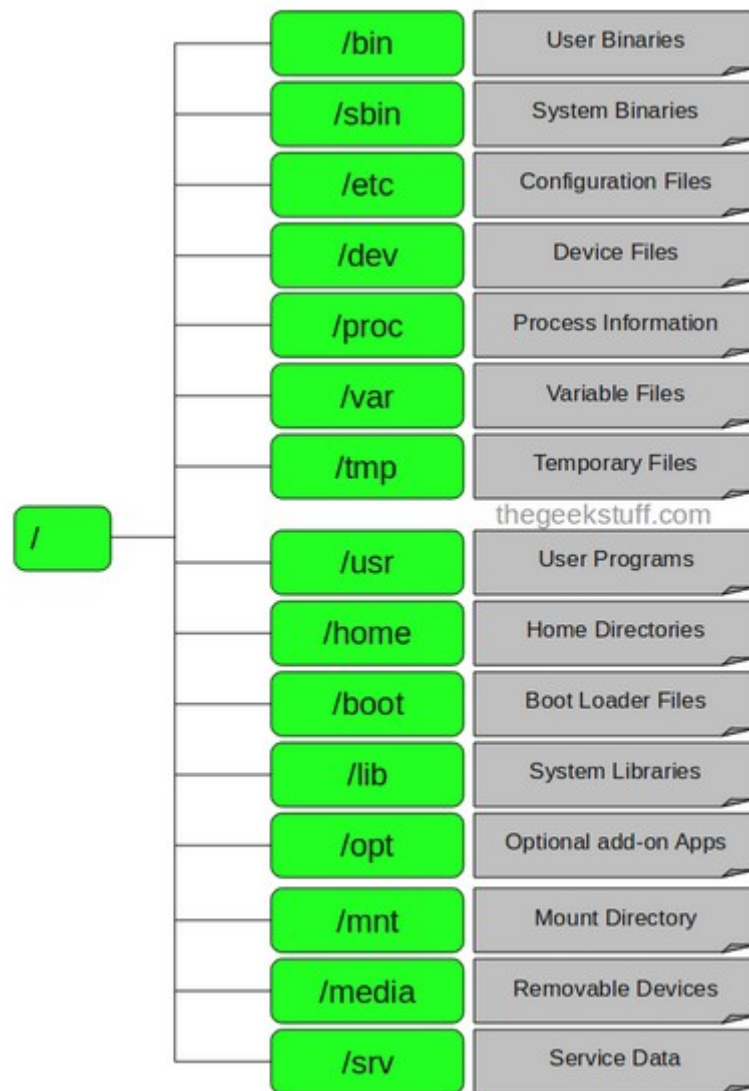 /bin User Binaries
/sbin System Binaries
/etc Configuration Files
/dev Device Files
/proc Process Information
/var Variable Files
/tmp Temporary Files
thegeekstuff.com
/
/usr User Programs
/home Home Directories
/boot Boot Loader Files
/lib System Libraries
/opt Optional add-on Apps
/mnt Mount Directory
/media Removable Devices
/srv Service Data